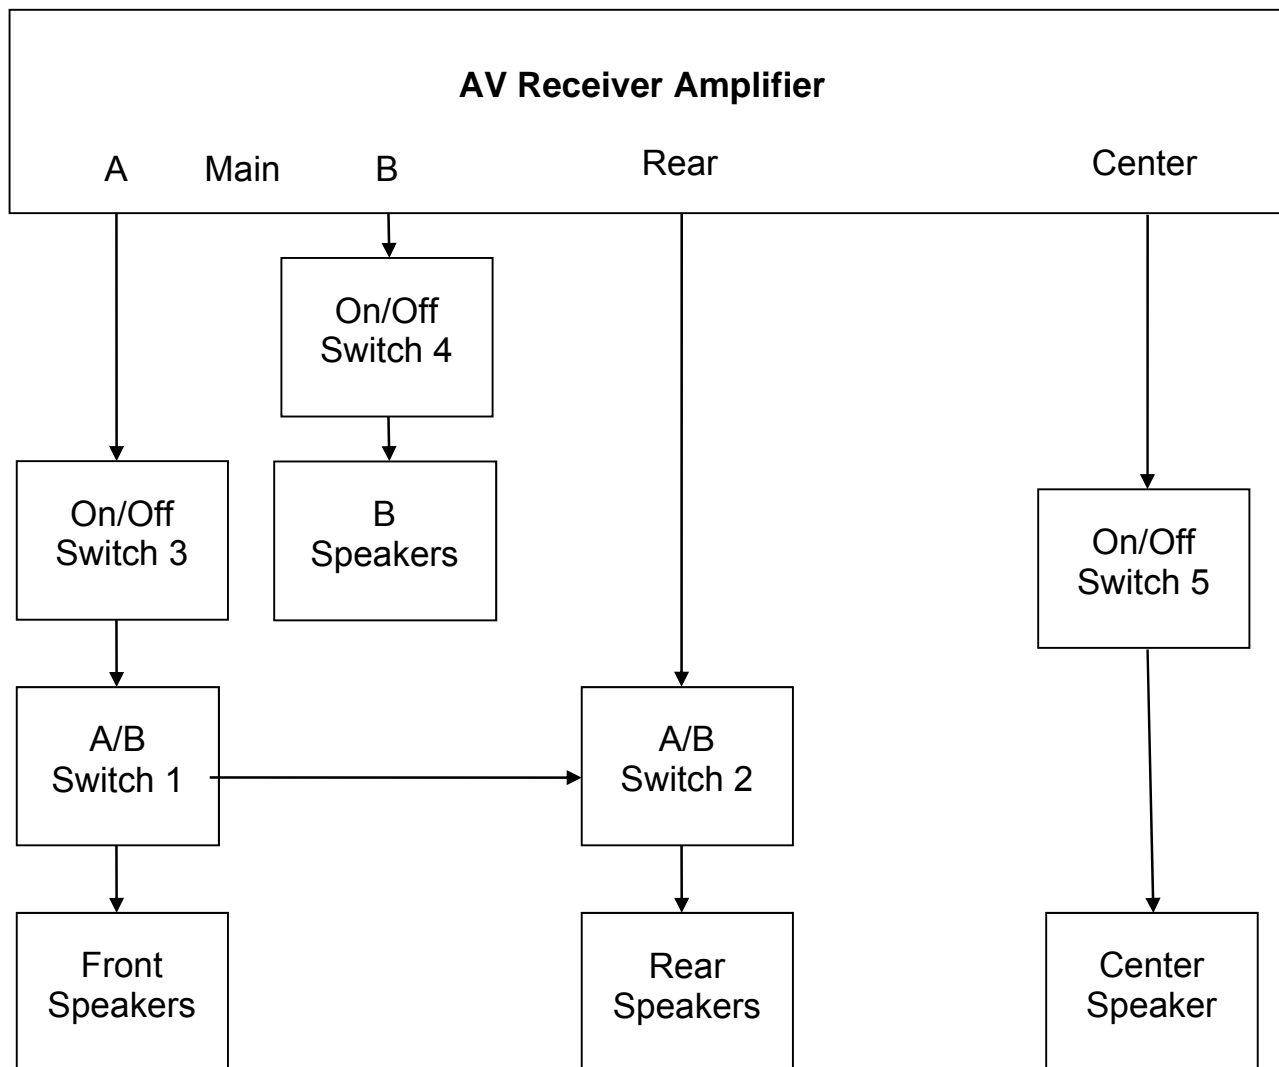 AV Receiver Amplifier
A Main B Rear Center
On/Off
Switch 4
On/Off
Switch 3
B
Speakers
On/Off
Switch 5
A/B
Switch 1
A/B
Switch 2
Front
Speakers
Rear
Speakers
Center
Speaker